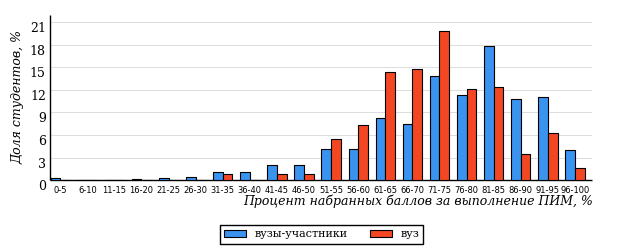 Доля студентов, %
21
18
15
12
9
6
3
0
0-5 6-10 11-15 16-20 21-25 26-30 31-35 36-40 41-45 46-50 51-55 56-60 61-65 66-70 71-75 76-80 81-85 86-90 91-95 96-100
Процент набранных баллов за выполнение ПИМ, %
вузы-участники вуз